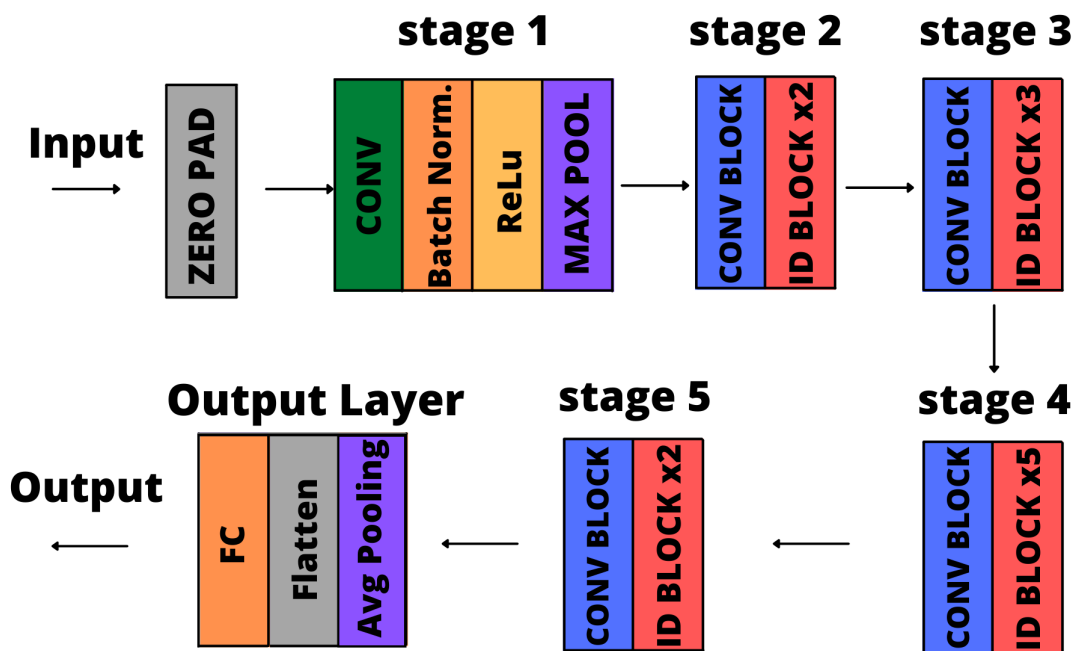 stage 1
stage 2
stage 3
Input
ZERO PAD
CONV
Batch Norm.
ReLu
MAX POOL
CONV BLOCK
ID BLOCK x2
CONV BLOCK
ID BLOCK x3
Output Layer
stage 5
stage 4
Output
FC
Flatten
Avg Pooling
CONV BLOCK
ID BLOCK x2
CONV BLOCK
ID BLOCK x5